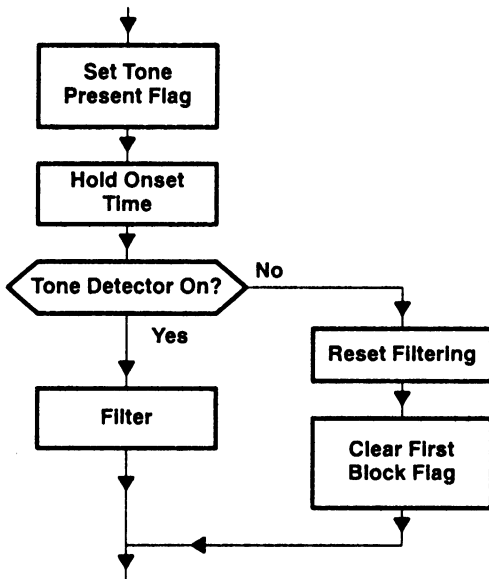 Set Tone
Present Flag
Hold Onset
Time
Tone Detector On?
No
Yes
Reset Filtering
Filter
Clear First
Block Flag